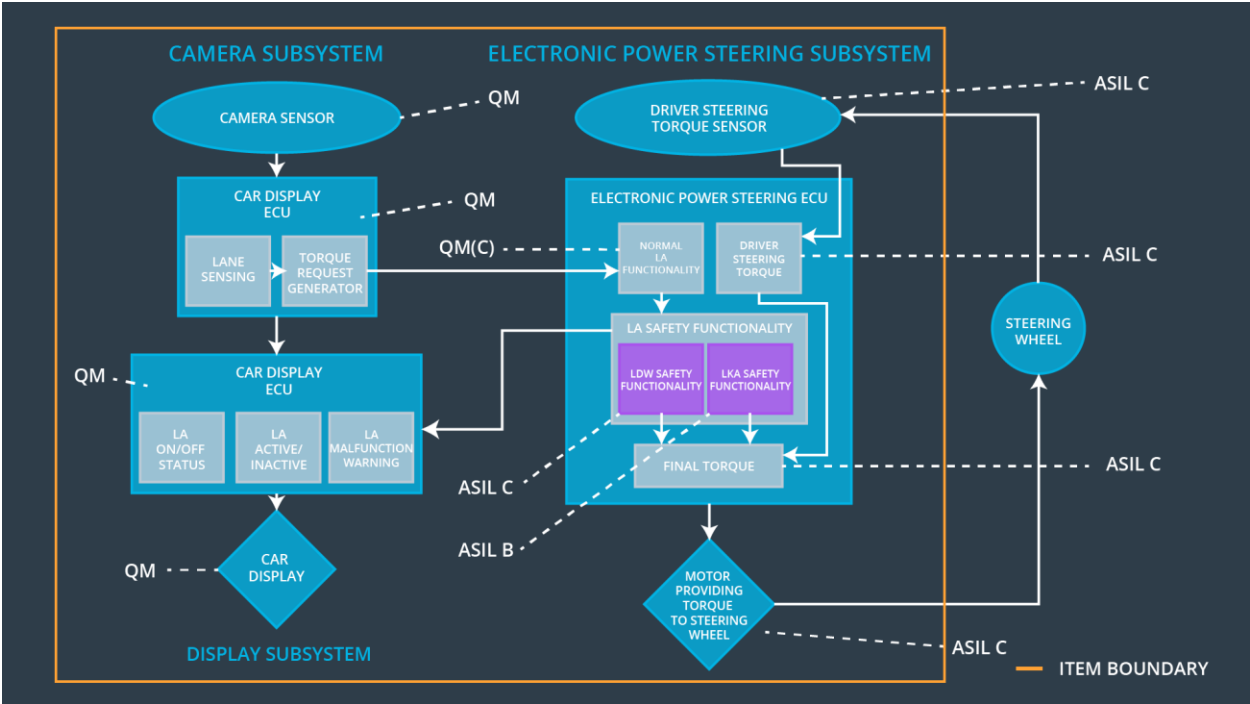 CAMERA SUBSYSTEM
ELECTRONIC POWER STEERING SUBSYSTEM
CAMERA SENSOR
QM
DRIVER STEERING
TORQUE SENSOR
ASIL C
CAR DISPLAY
ECU
QM
LANE
SENSING
TORQUE
REQUEST
GENERATOR
ELECTRONIC POWER STEERING ECU
QM(C)
NORMAL
LA
FUNCTIONALITY
DRIVER
STEERING
TORQUE
ASIL C
LA SAFETY FUNCTIONALITY
LDW SAFETY
FUNCTIONALITY
LKA SAFETY
FUNCTIONALITY
STEERING
WHEEL
QM
CAR DISPLAY
ECU
LA
ON/OFF
STATUS
LA
ACTIVE/
INACTIVE
LA
MALFUNCTION
WARNING
FINAL TORQUE
ASIL C
ASIL C
ASIL B
QM
CAR
DISPLAY
MOTOR
PROVIDING
TORQUE
TO STEERING
WHEEL
ASIL C
DISPLAY SUBSYSTEM
ITEM BOUNDARY